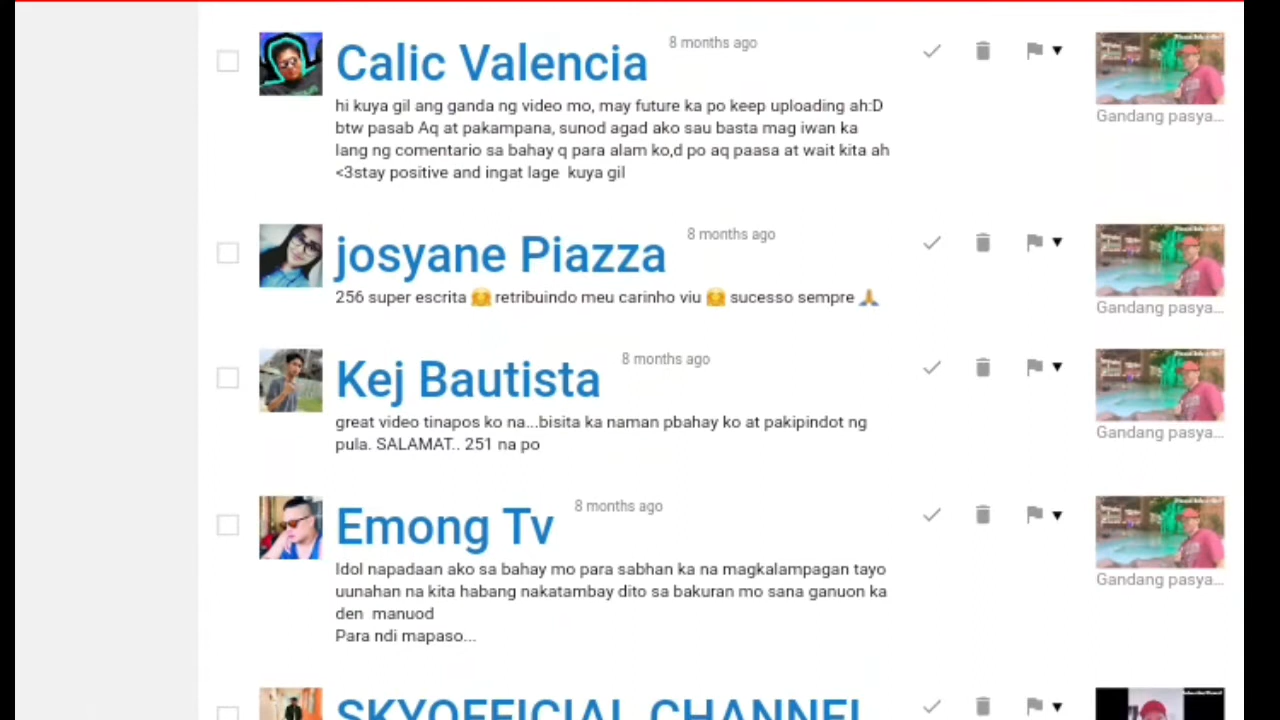 Calic Valencia 8 months ago
hi kuya gil ang ganda ng video mo, may future ka po keep uploading ah:D
btw pasab Aq at pakampana, sunod agad ako sau basta mag iwan ka
lang ng comentario sa bahay q para alam ko,d po aq paasa at wait kita ah
<3stay positive and ingat lage kuya gil
Gandang pasya...
josyane Piazza 8 months ago
256 super escrita 🤗 retribuindo meu carinho viu 🤗 sucesso sempre 🙏
Gandang pasya...
Kej Bautista 8 months ago
great video tinapos ko na...bisita ka naman pbahay ko at pakipindot ng
pula. SALAMAT.. 251 na po
Gandang pasya...
Emong Tv 8 months ago
Idol napadaan ako sa bahay mo para sabhan ka na magkalampagan tayo
uunahan na kita habang nakatambay dito sa bakuran mo sana ganuon ka
den manuod
Para ndi mapaso...
Gandang pasya...
SKYOFFICIAL CHANNEL